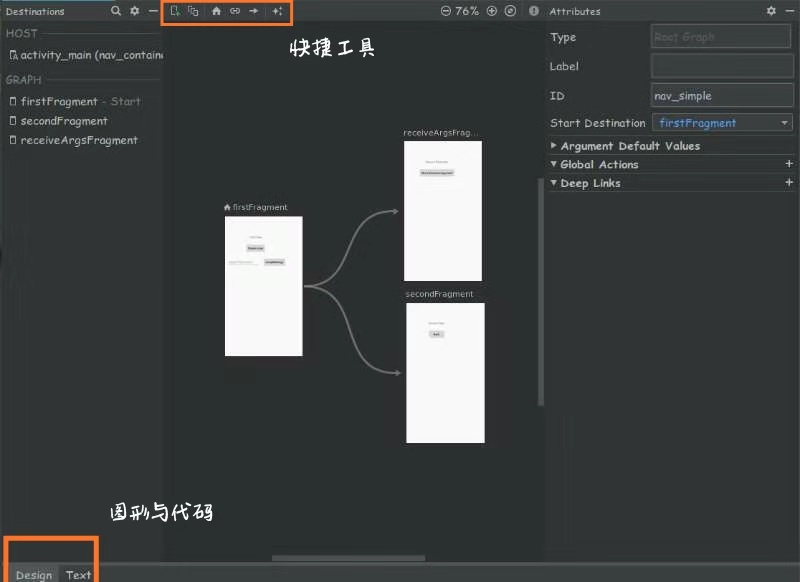 Destinations
76%
Attributes
HOST
快捷工具
Type
Root Graph
activity_main (nav_contain
Label
GRAPH
ID
nav_simple
firstFragment - Start
secondFragment
Start Destination
firstFragment
receiveArgsFragment
receiveArgsFrag...
Argument Default Values
Global Actions
Deep Links
firstFragment
secondFragment
图形与代码
Design
Text